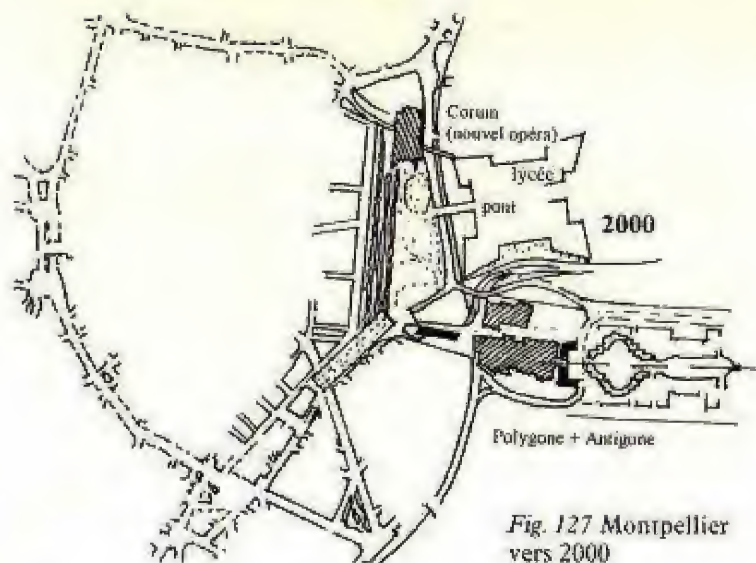 Corum
(nouvel opéra)
lycée
pont
2000
Polygone + Antigone
Fig. 127 Montpellier
vers 2000